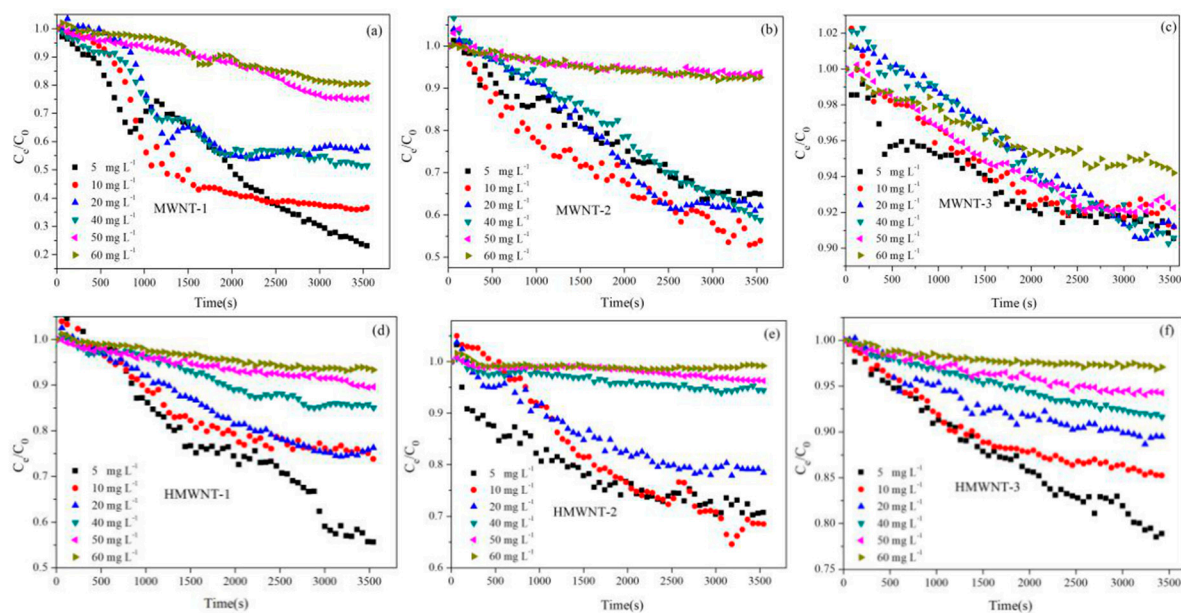 (a)
1.0
0.9
0.8
0.7
0.6
0.5
0.4
0.3
0.2
Ce/C0
5 mg L-1
10 mg L-1
20 mg L-1
40 mg L-1
50 mg L-1
60 mg L-1
MWNT-1
0 500 1000 1500 2000 2500 3000 3500
Time(s)
(b)
1.0
0.9
0.8
0.7
0.6
0.5
Ce/C0
5 mg L-1
10 mg L-1
20 mg L-1
40 mg L-1
50 mg L-1
60 mg L-1
MWNT-2
0 500 1000 1500 2000 2500 3000 3500
Time(s)
(c)
1.02
1.00
0.98
0.96
0.94
0.92
0.90
Ce/C0
5 mg L-1
10 mg L-1
20 mg L-1
40 mg L-1
50 mg L-1
60 mg L-1
MWNT-3
0 500 1000 1500 2000 2500 3000 3500
Time (s)
(d)
1.0
0.9
0.8
0.7
0.6
0.5
Ce/C0
5 mg L-1
10 mg L-1
20 mg L-1
40 mg L-1
50 mg L-1
60 mg L-1
HMWNT-1
0 500 1000 1500 2000 2500 3000 3500
Time(s)
(e)
1.1
1.0
0.9
0.8
0.7
0.6
Ce/C0
5 mg L-1
10 mg L-1
20 mg L-1
40 mg L-1
50 mg L-1
60 mg L-1
HMWNT-2
0 500 1000 1500 2000 2500 3000 3500
Time(s)
(f)
1.00
0.95
0.90
0.85
0.80
0.75
Ce/C0
5 mg L-1
10 mg L-1
20 mg L-1
40 mg L-1
50 mg L-1
60 mg L-1
HMWNT-3
0 500 1000 1500 2000 2500 3000 3500
Time(s)